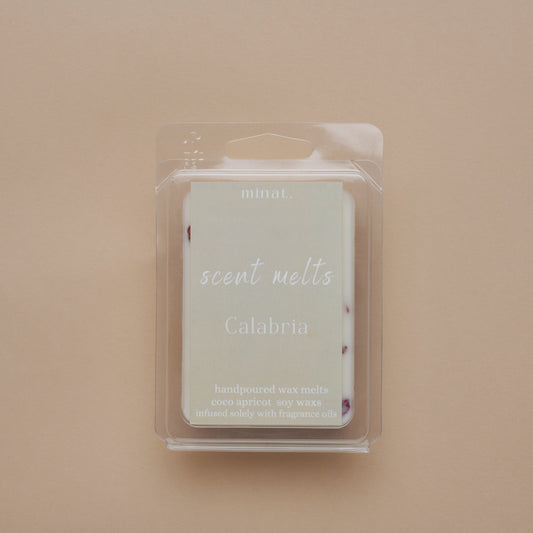 minat.
scent melts
Calabria
handpoured wax melts
coco apricot soy waxs
infused solely with fragrance oils